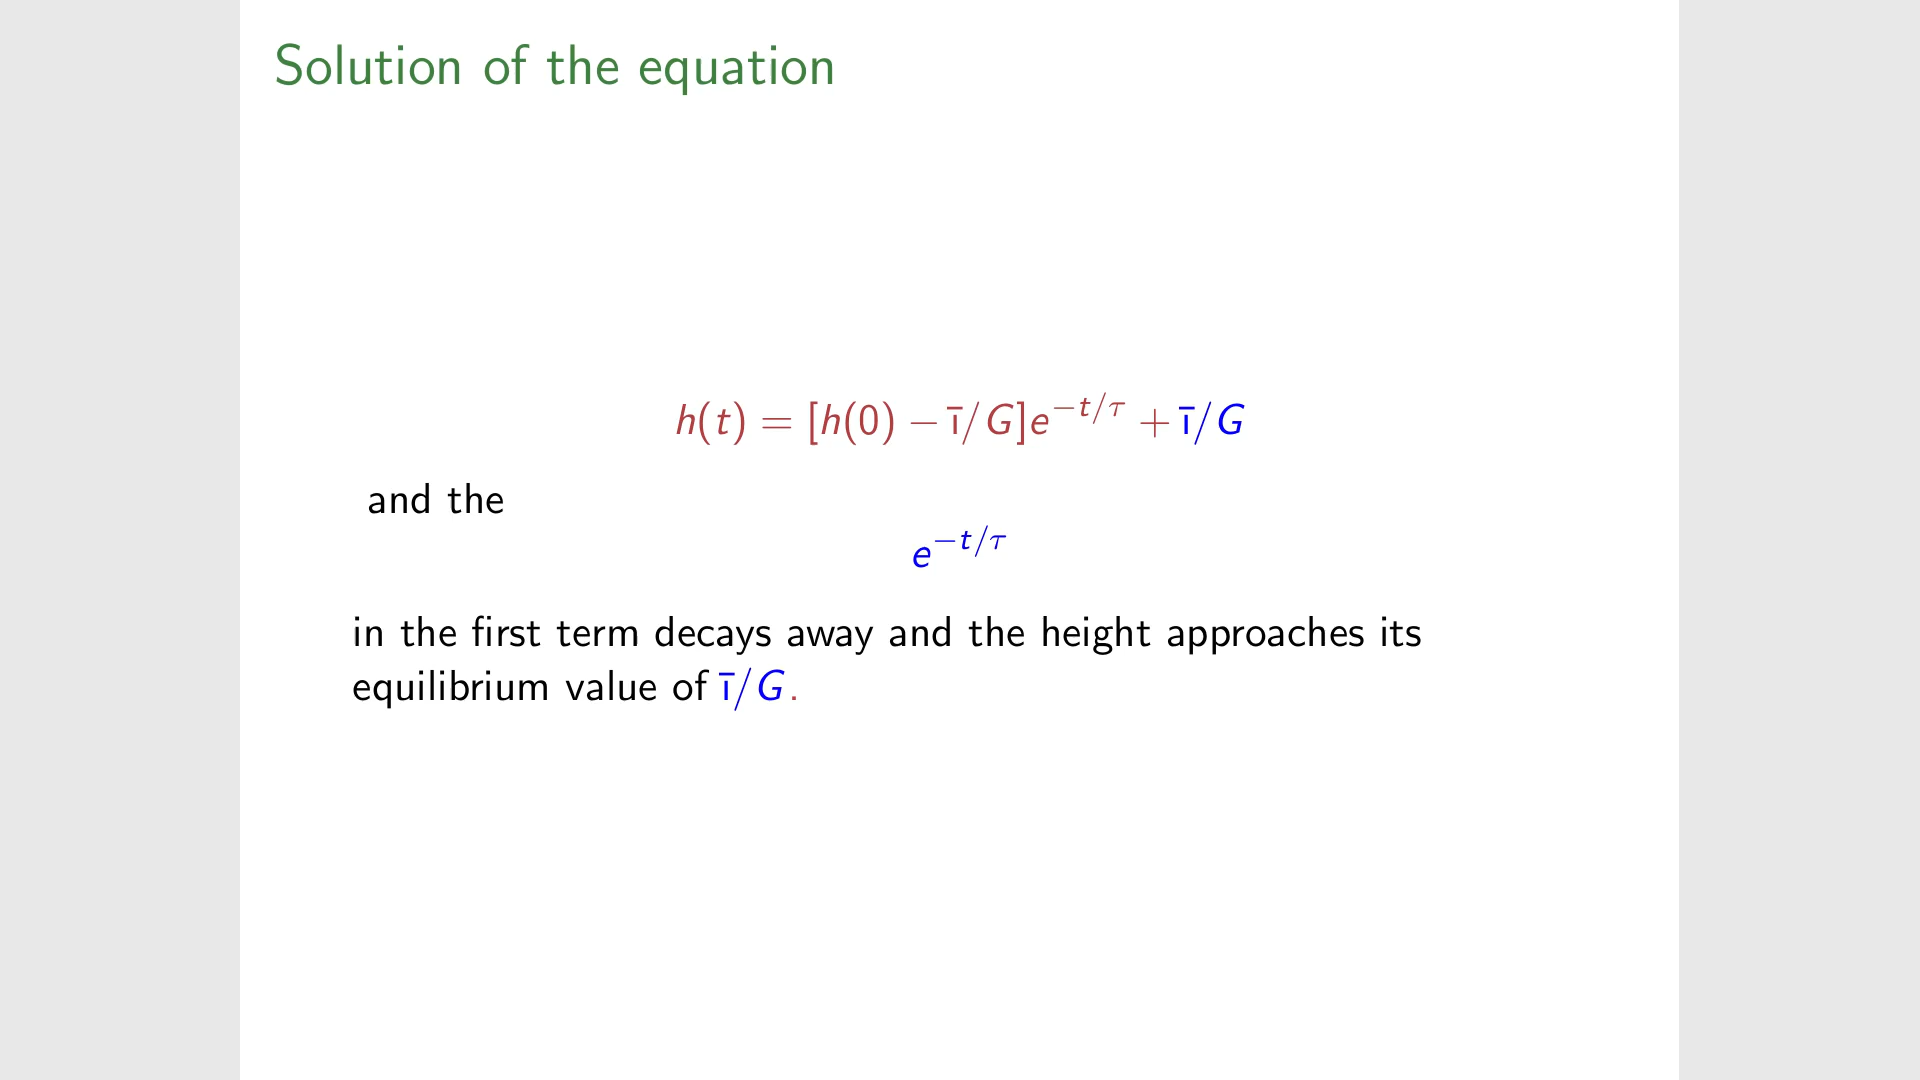 Solution of the equation
h(t) = [h(0) − ī/G]e^{−t/τ} + ī/G
and the
e^{−t/τ}
in the first term decays away and the height approaches its
equilibrium value of ī/G.